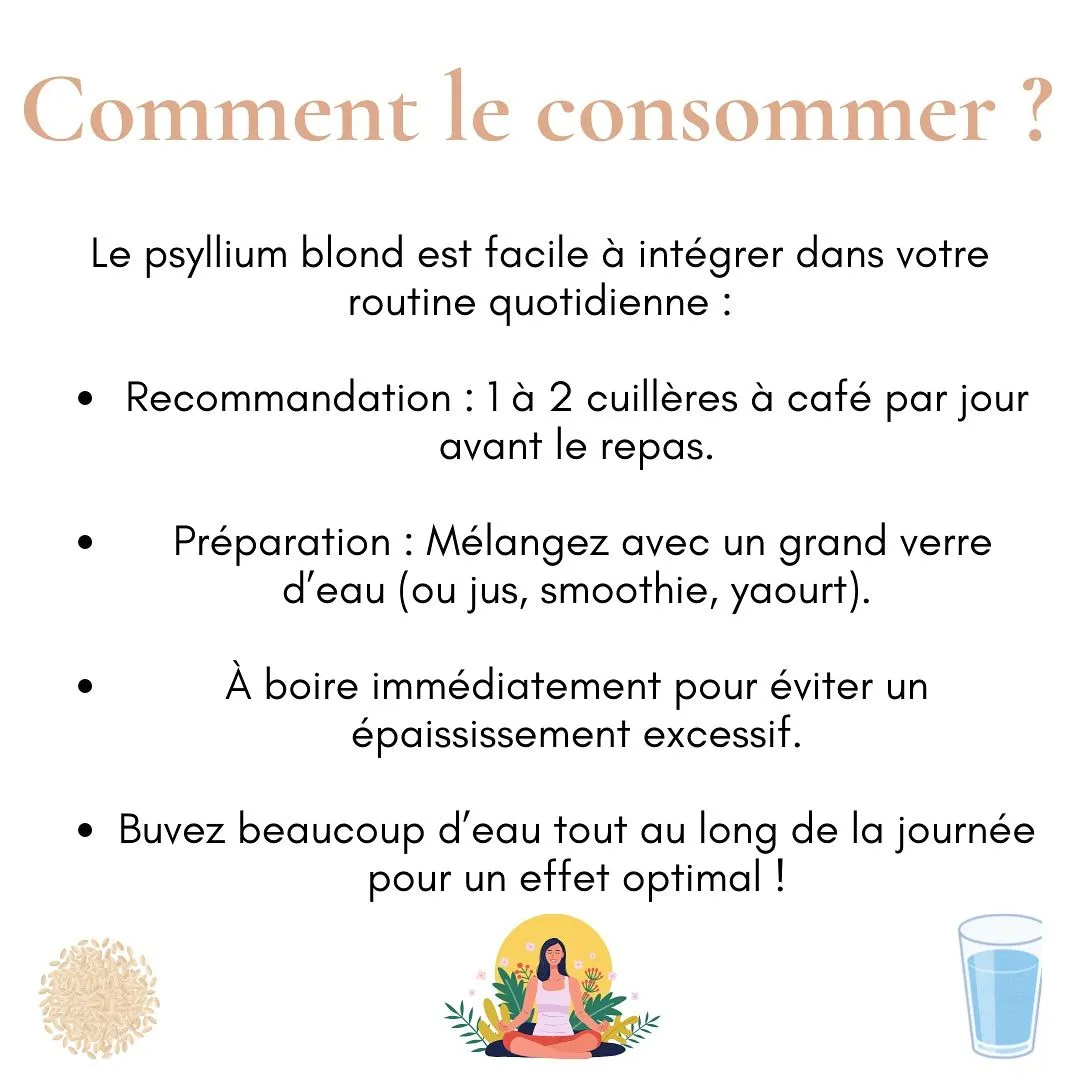 Comment le consommer ?
Le psyllium blond est facile à intégrer dans votre
routine quotidienne :
• Recommandation : 1 à 2 cuillères à café par jour
avant le repas.
• Préparation : Mélangez avec un grand verre
d’eau (ou jus, smoothie, yaourt).
• À boire immédiatement pour éviter un
épaississement excessif.
• Buvez beaucoup d’eau tout au long de la journée
pour un effet optimal !